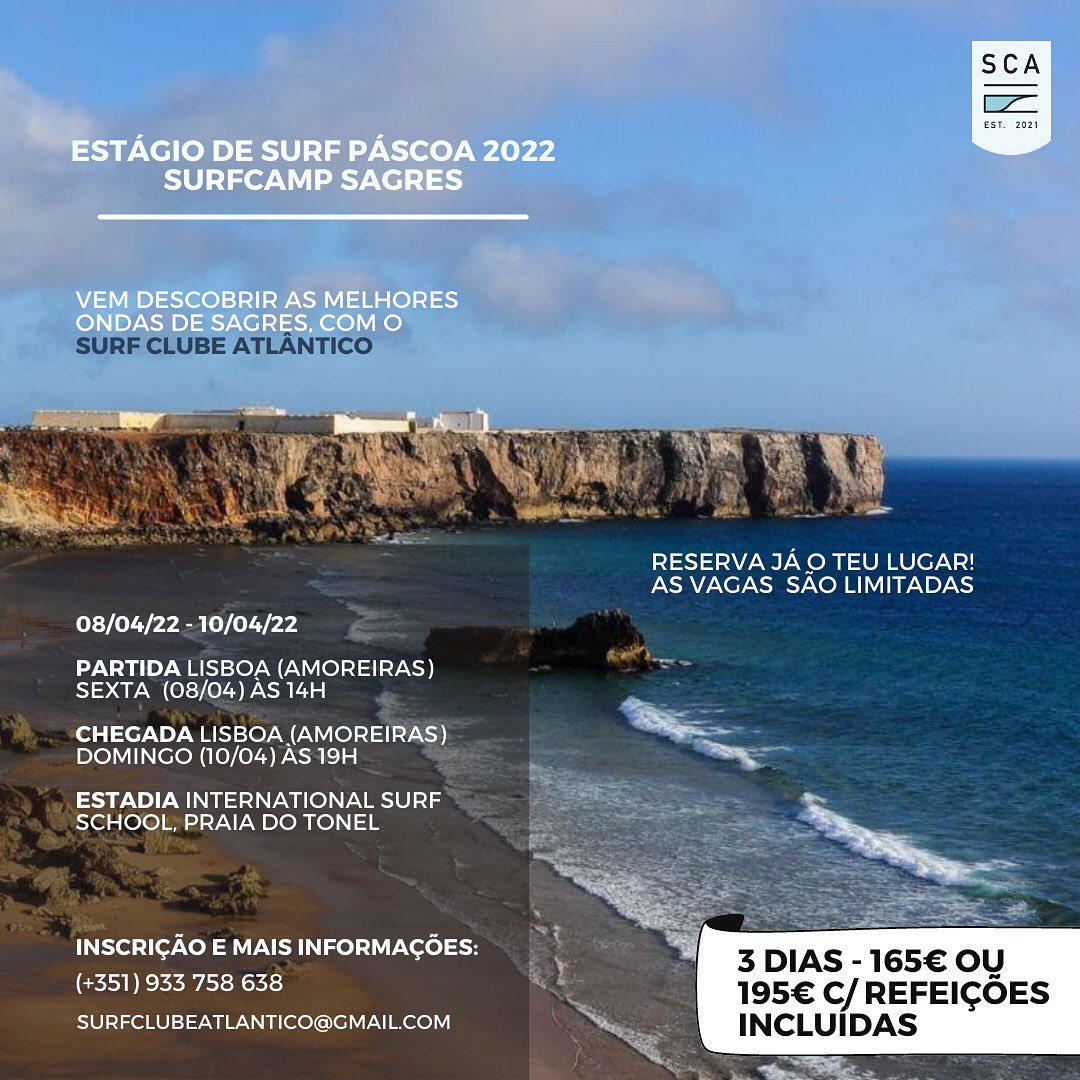 SCA
EST. 2021
ESTÁGIO DE SURF PÁSCOA 2022
SURFCAMP SAGRES
VEM DESCOBRIR AS MELHORES
ONDAS DE SAGRES, COM O
SURF CLUBE ATLÂNTICO
RESERVA JÁ O TEU LUGAR!
AS VAGAS SÃO LIMITADAS
08/04/22 - 10/04/22
PARTIDA LISBOA (AMOREIRAS)
SEXTA (08/04) ÀS 14H
CHEGADA LISBOA (AMOREIRAS)
DOMINGO (10/04) ÀS 19H
ESTADIA INTERNATIONAL SURF
SCHOOL, PRAIA DO TONEL
INSCRIÇÃO E MAIS INFORMAÇÕES:
(+351) 933 758 638
SURFCLUBEATLANTICO@GMAIL.COM
3 DIAS - 165€ OU
195€ C/ REFEIÇÕES
INCLUÍDAS